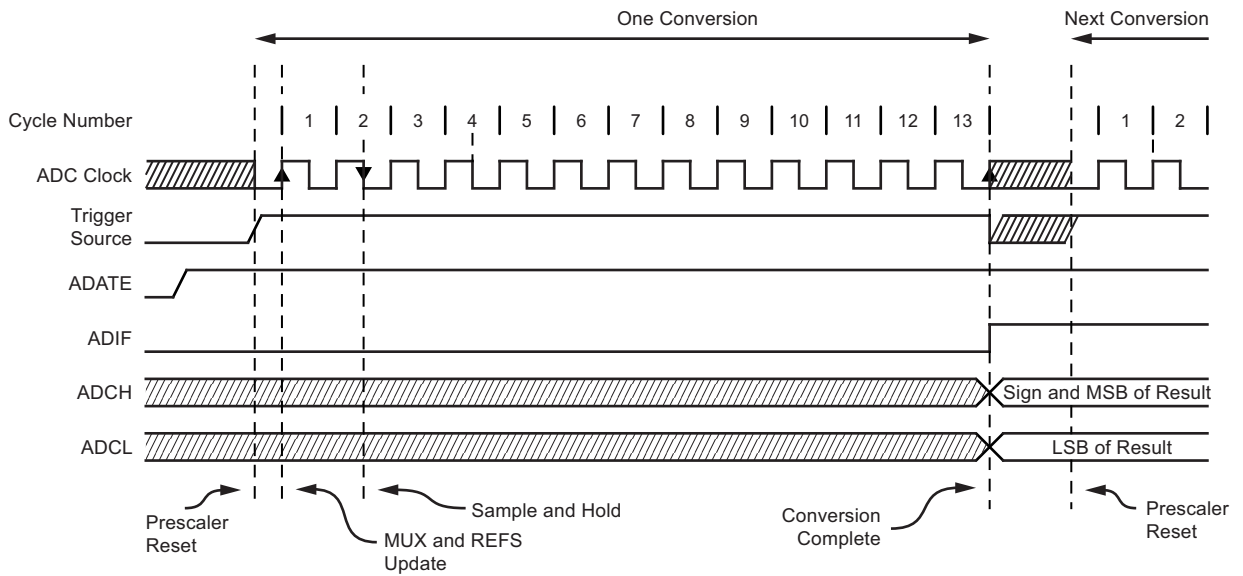 One Conversion
Next Conversion
Cycle Number
1 2 3 4 5 6 7 8 9 10 11 12 13
1 2
ADC Clock
Trigger
Source
ADATE
ADIF
ADCH
Sign and MSB of Result
ADCL
LSB of Result
Prescaler
Reset
MUX and REFS
Update
Sample and Hold
Conversion
Complete
Prescaler
Reset